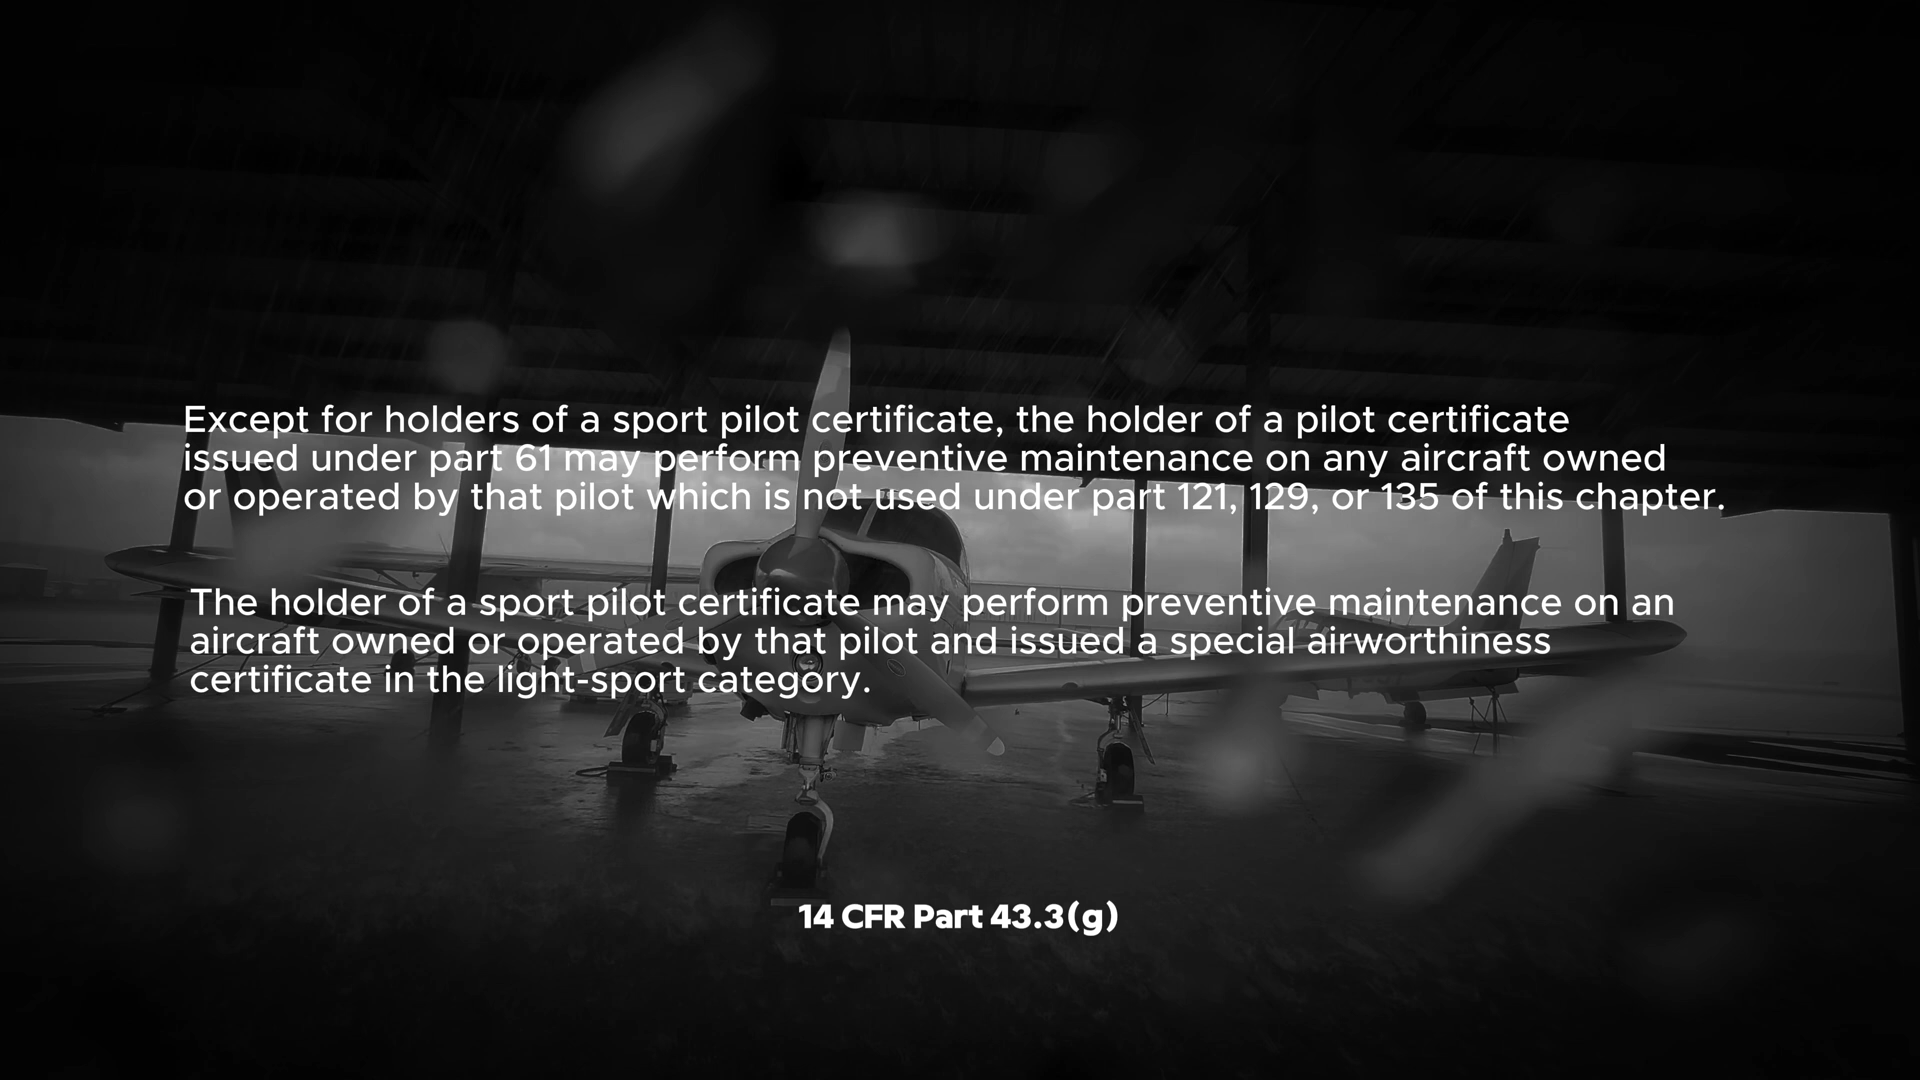 Except for holders of a sport pilot certificate, the holder of a pilot certificate
issued under part 61 may perform preventive maintenance on any aircraft owned
or operated by that pilot which is not used under part 121, 129, or 135 of this chapter.
The holder of a sport pilot certificate may perform preventive maintenance on an
aircraft owned or operated by that pilot and issued a special airworthiness
certificate in the light-sport category.
14 CFR Part 43.3(g)